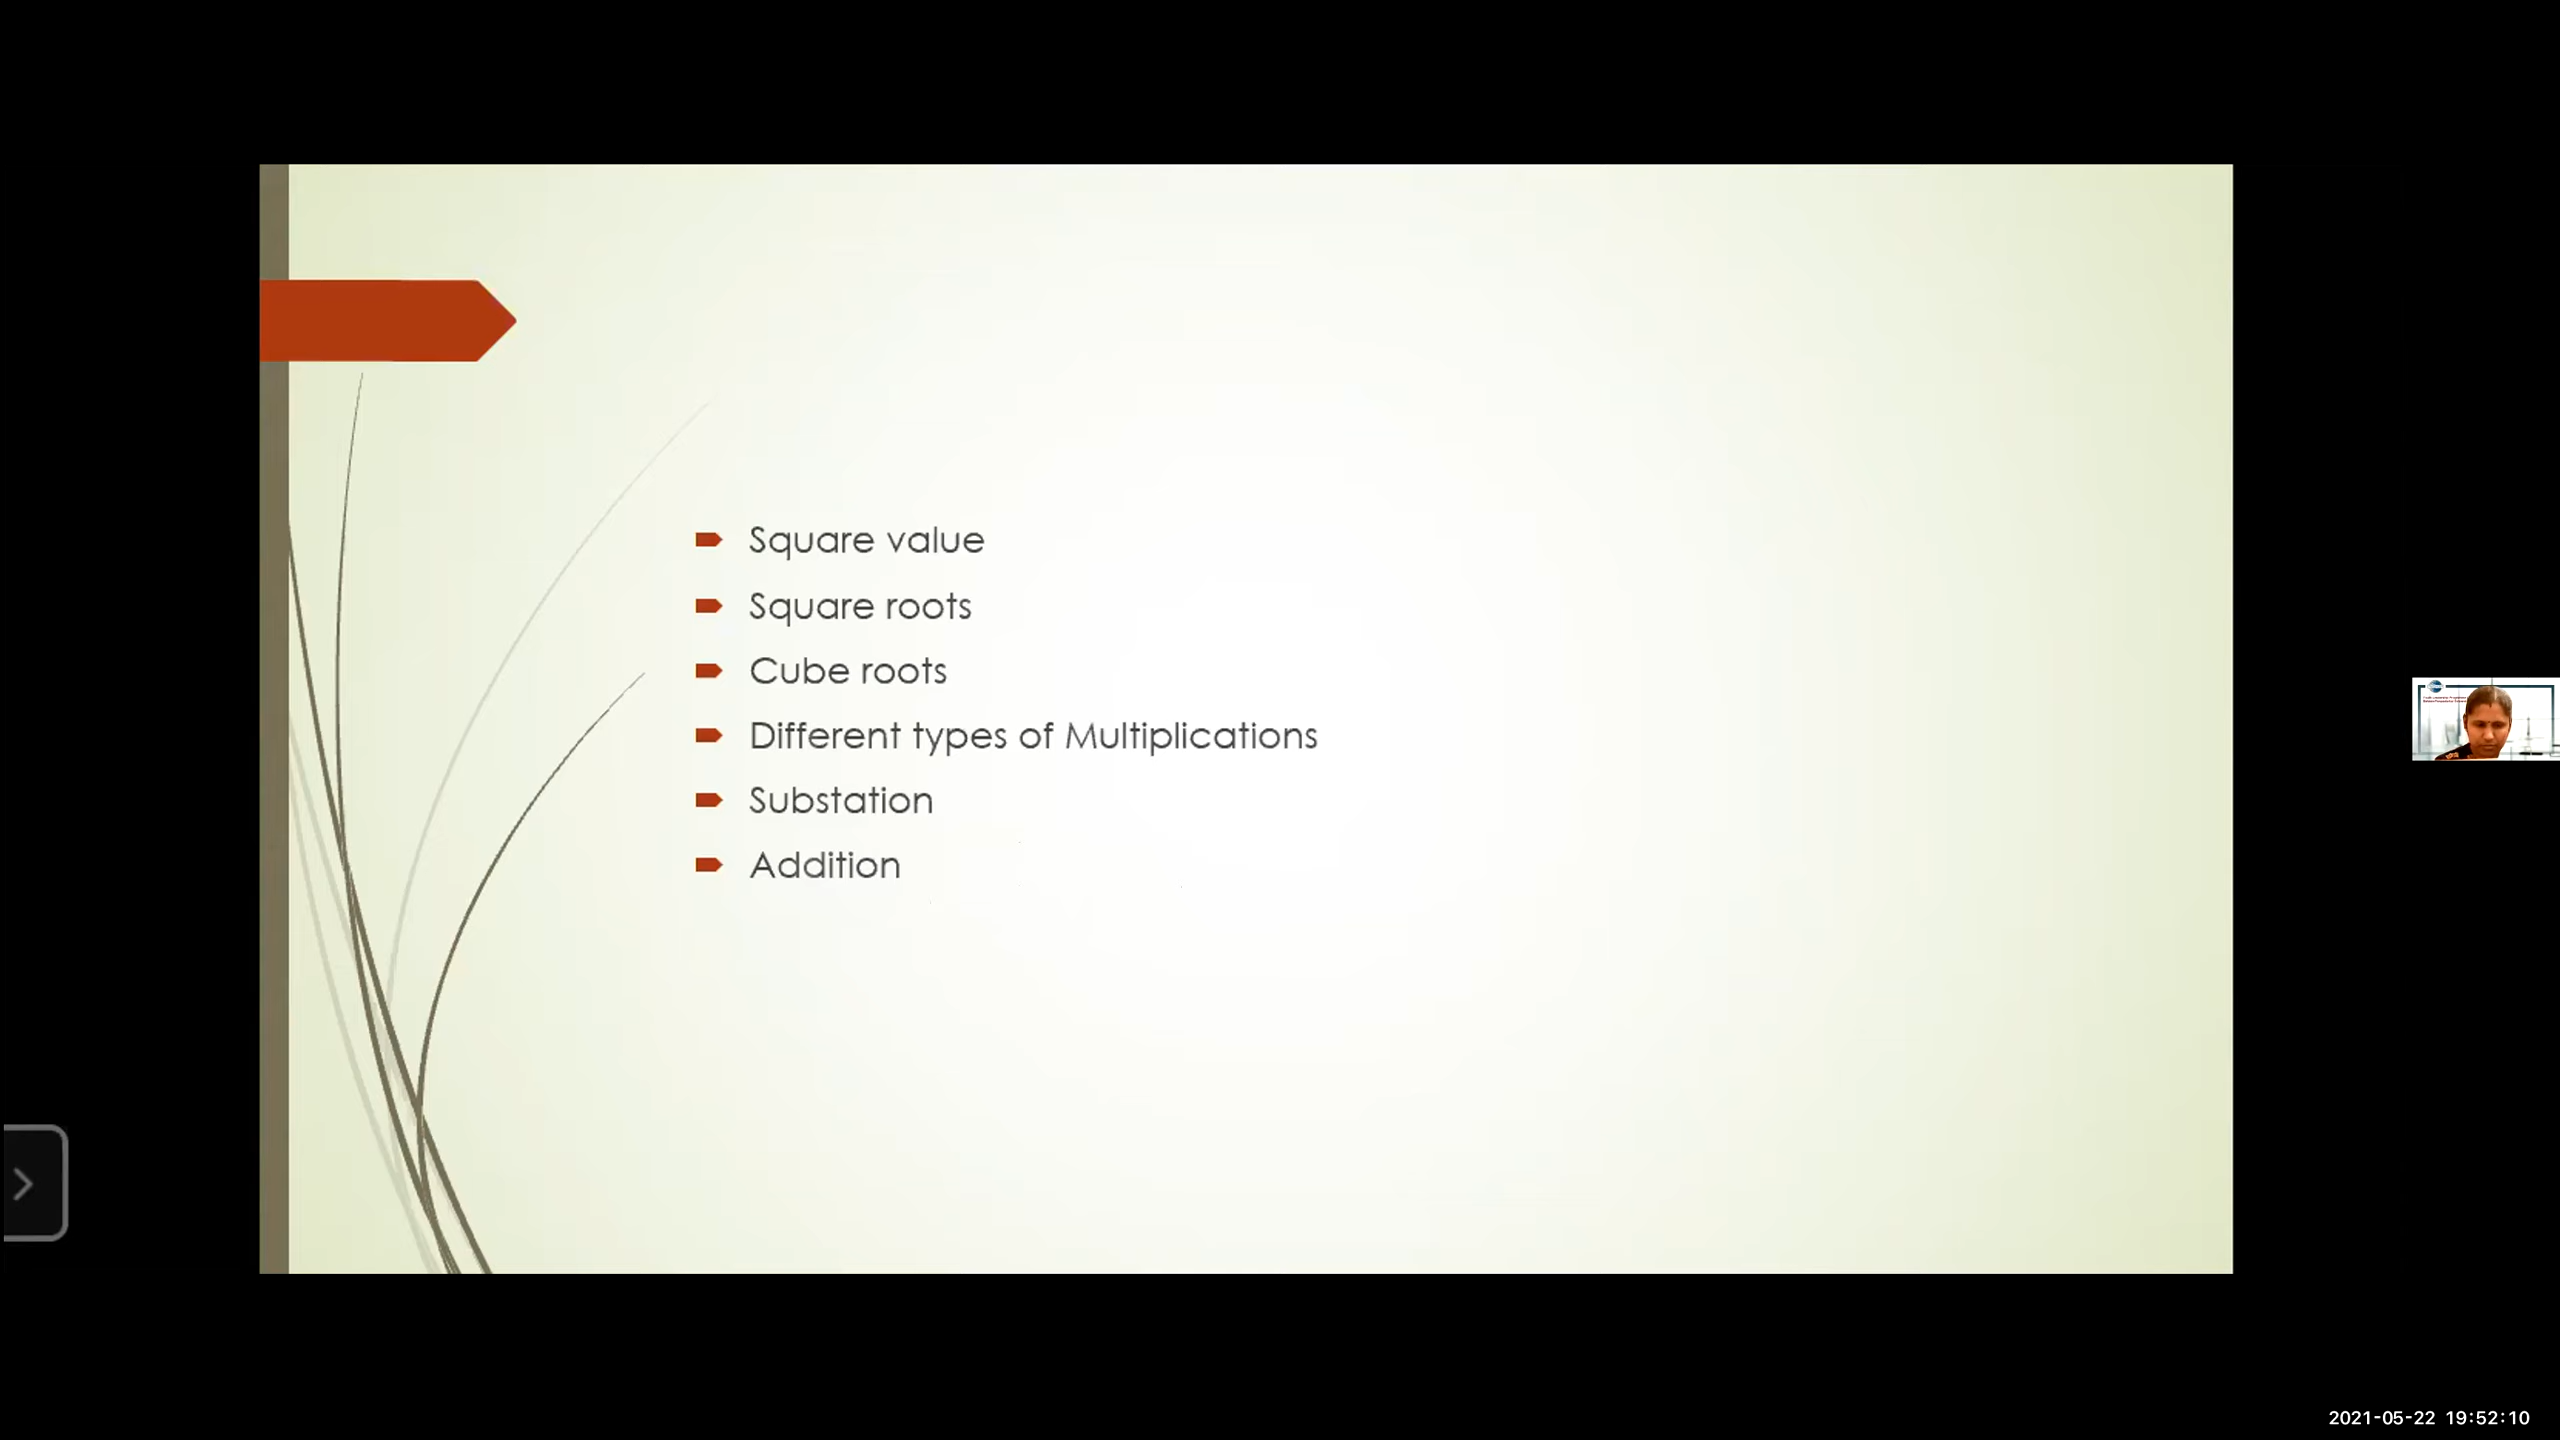 Square value
Square roots
Cube roots
Different types of Multiplications
Substation
Addition
2021-05-22 19:52:10